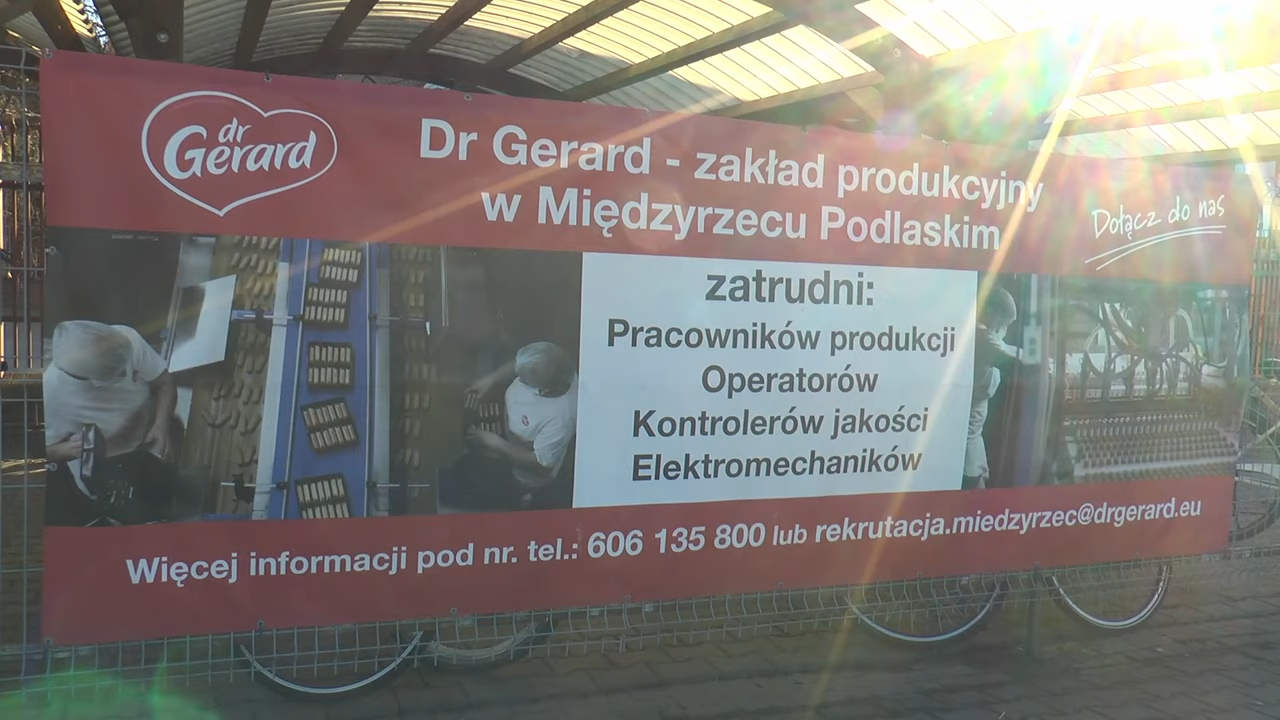 dr
Gerard
Dr Gerard - zakład produkcyjny
w Międzyrzecu Podlaskim
Dołącz do nas
zatrudni:
Pracowników produkcji
Operatorów
Kontrolerów jakości
Elektromechaników
Więcej informacji pod nr. tel.: 606 135 800 lub rekrutacja.miedzyrzec@drgerard.eu